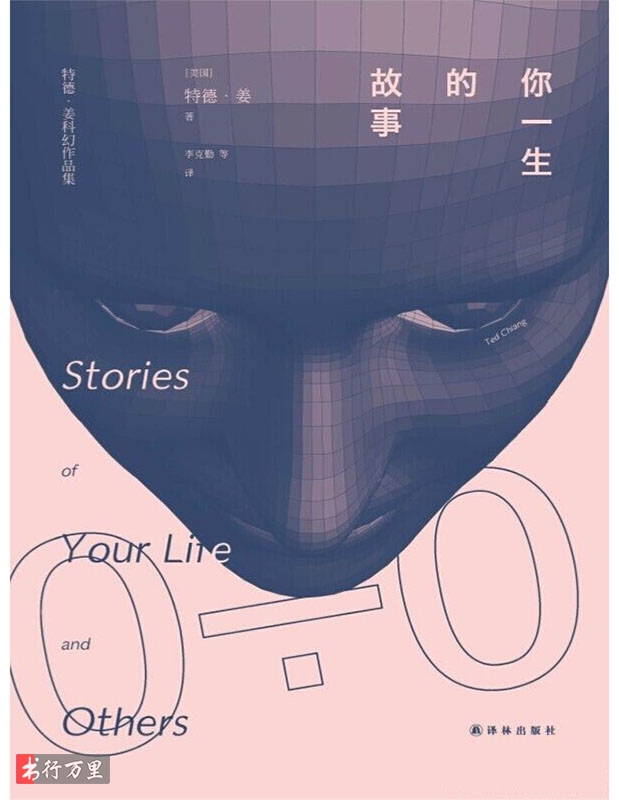 你一生
的
故事
[美国]
特德·姜
著
李克勤 等
译
特德·姜科幻作品集
Ted Chiang
Stories
of
Your Life
and
Others
0÷0
译林出版社
书行万里